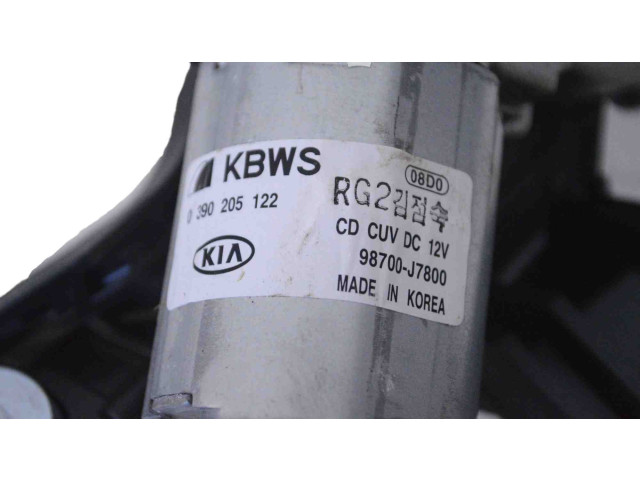 KBWS
08D0
0 390 205 122
RG2김점숙
KIA
CD CUV DC 12V
98700-J7800
MADE IN KOREA